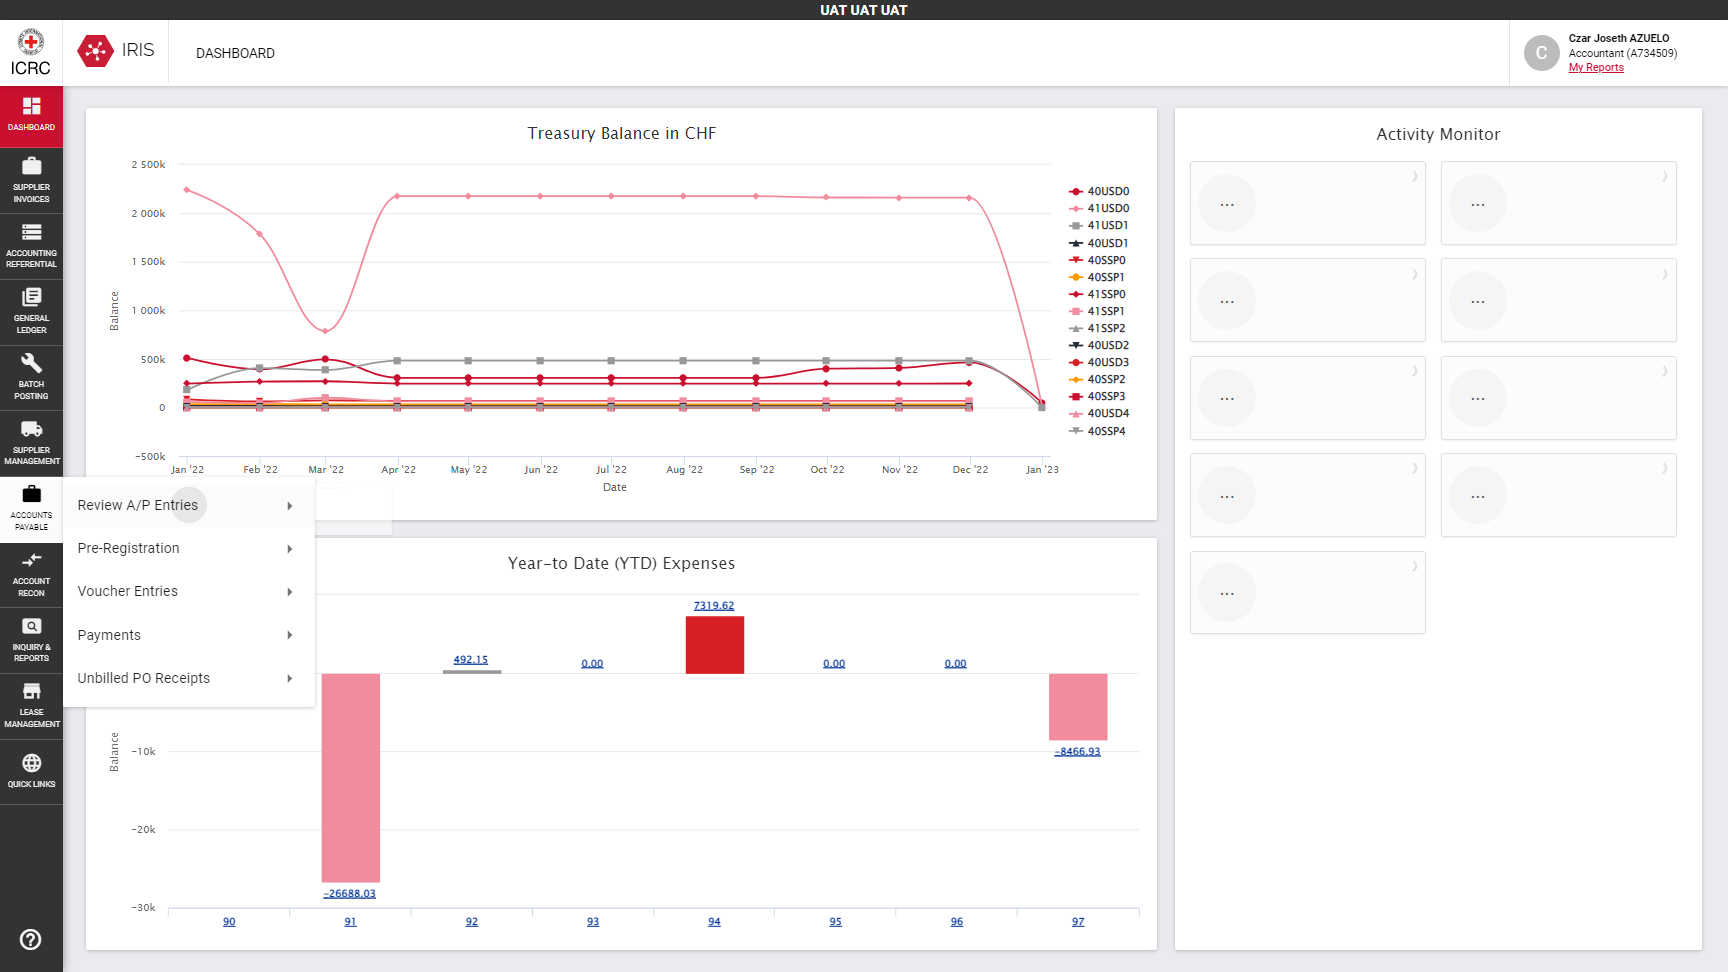 UAT UAT UAT
ICRC
IRIS
DASHBOARD
C
Czar Joseth AZUELO
Accountant (A734509)
My Reports
DASHBOARD
SUPPLIER
INVOICES
ACCOUNTING
REFERENTIAL
GENERAL
LEDGER
BATCH
POSTING
SUPPLIER
MANAGEMENT
ACCOUNTS
PAYABLE
ACCOUNT
RECON
INQUIRY &
REPORTS
LEASE
MANAGEMENT
QUICK LINKS
Review A/P Entries
Pre-Registration
Voucher Entries
Payments
Unbilled PO Receipts
Treasury Balance in CHF
Balance
2 500k
2 000k
1 500k
1 000k
500k
0
−500k
Jan '22 Feb '22 Mar '22 Apr '22 May '22 Jun '22 Jul '22 Aug '22 Sep '22 Oct '22 Nov '22 Dec '22 Jan '23
Date
40USD0
41USD0
41USD1
40USD1
40SSP0
40SSP1
41SSP0
41SSP1
41SSP2
40USD2
40USD3
40SSP2
40SSP3
40USD4
40SSP4
Year-to Date (YTD) Expenses
Balance
−10k
−20k
−30k
−26688.03
492.15
0.00
7319.62
0.00
0.00
−8466.93
90 91 92 93 94 95 96 97
Activity Monitor
... ...
... ...
... ...
... ...
...